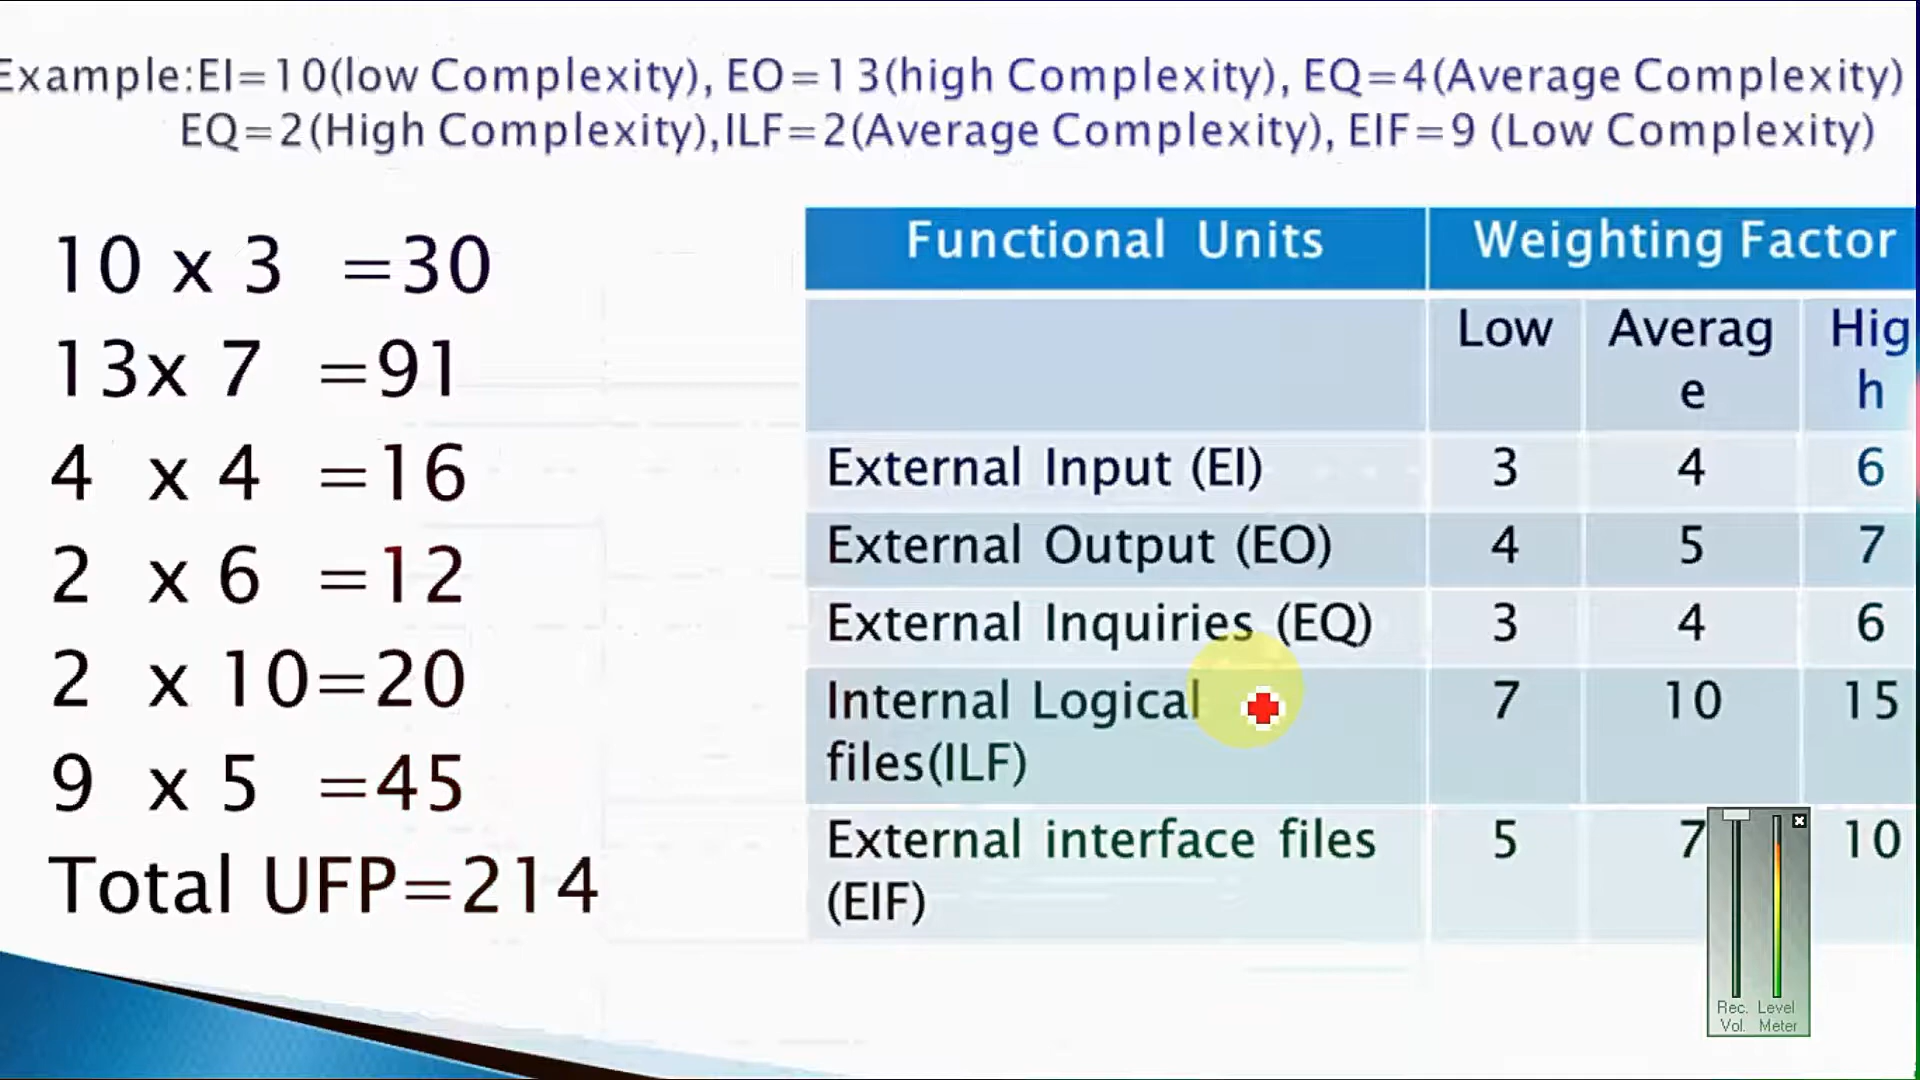 Example:EI=10(low Complexity), EO=13(high Complexity), EQ=4(Average Complexity)
EQ=2(High Complexity),ILF=2(Average Complexity), EIF=9 (Low Complexity)
10 x 3 =30
13x 7 =91
4 x 4 =16
2 x 6 =12
2 x 10=20
9 x 5 =45
Total UFP=214
Functional Units Weighting Factor
Low Averag Hig
e h
External Input (EI) 3 4 6
External Output (EO) 4 5 7
External Inquiries (EQ) 3 4 6
Internal Logical 7 10 15
files(ILF)
External interface files 5 7 10
(EIF)
Rec. Level
Vol. Meter